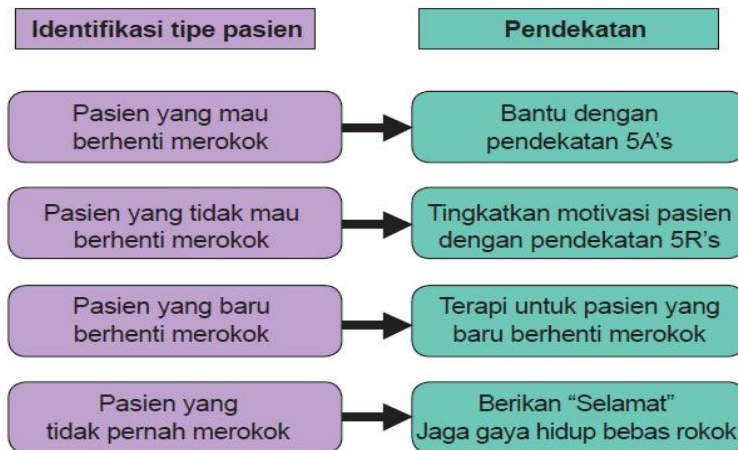 Identifikasi tipe pasien
Pendekatan
Pasien yang mau
berhenti merokok
Bantu dengan
pendekatan 5A's
Pasien yang tidak mau
berhenti merokok
Tingkatkan motivasi pasien
dengan pendekatan 5R's
Pasien yang baru
berhenti merokok
Terapi untuk pasien yang
baru berhenti merokok
Pasien yang
tidak pernah merokok
Berikan “Selamat”
Jaga gaya hidup bebas rokok